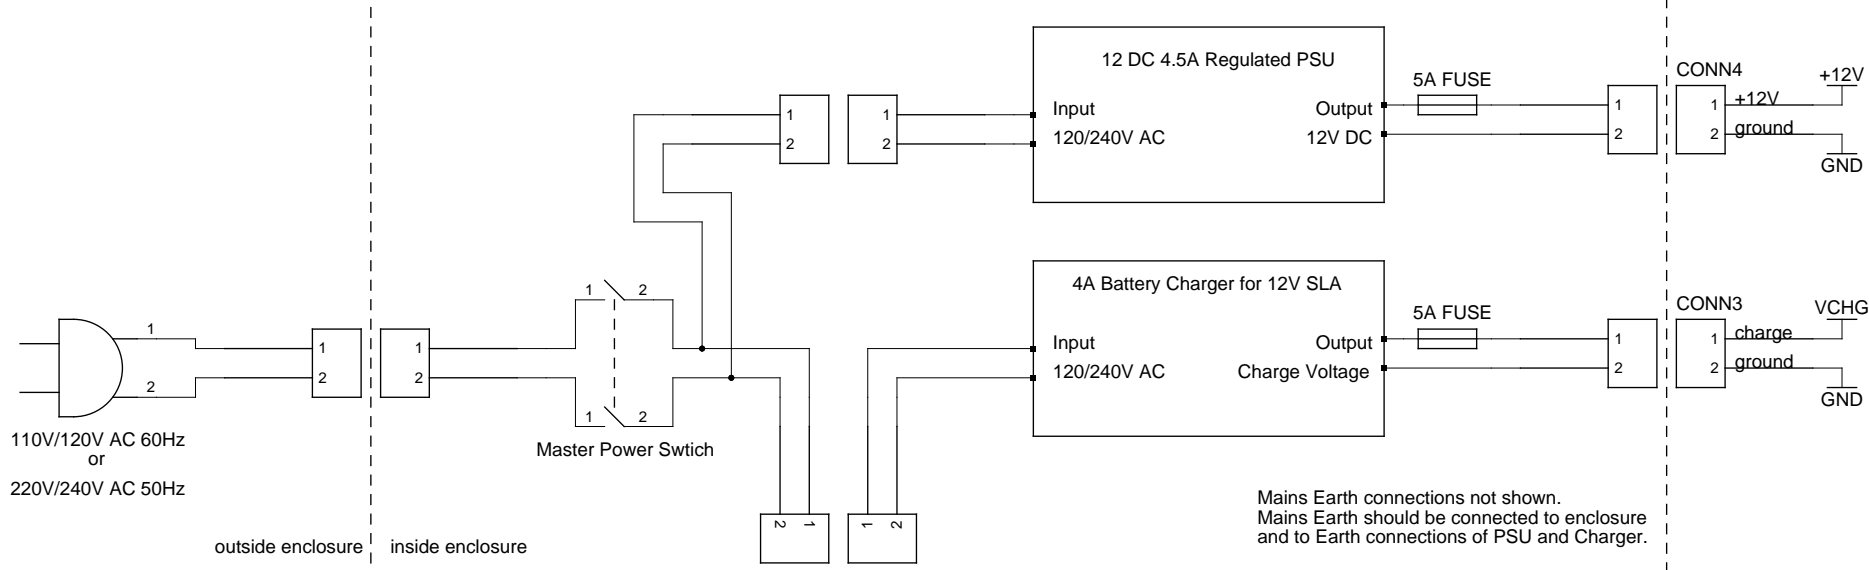 12 DC 4.5A Regulated PSU
5A FUSE
CONN4
+12V
1
1
Input
Output
1
1
+12V
2
2
120/240V AC
12V DC
2
2
ground
GND
4A Battery Charger for 12V SLA
1
2
5A FUSE
CONN3
VCHG
1
1
1
Input
Output
1
1
charge
2
2
2
120/240V AC
Charge Voltage
2
2
ground
GND
1
2
110V/120V AC 60Hz
or
220V/240V AC 50Hz
Master Power Swtich
Mains Earth connections not shown.
Mains Earth should be connected to enclosure
and to Earth connections of PSU and Charger.
2
1
1
2
outside enclosure
inside enclosure